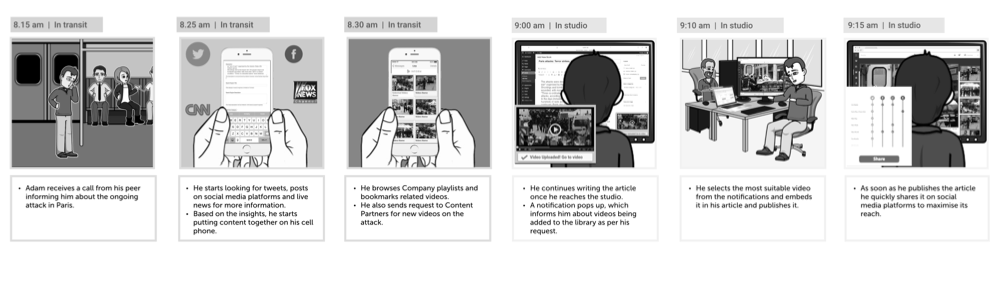 8.15 am | In transit
8.25 am | In transit
8.30 am | In transit
9:00 am | In studio
9:10 am | In studio
9:15 am | In studio
CNN
FOX
NEWS
Video Uploaded! Go to video
Share
• Adam receives a call from his peer
informing him about the ongoing
attack in Paris.
• He starts looking for tweets, posts
on social media platforms and live
news for more information.
• Based on the insights, he starts
putting content together on his cell
phone.
• He browses Company playlists and
bookmarks related videos.
• He also sends request to Content
Partners for new videos on the
attack.
• He continues writing the article
once he reaches the studio.
• A notification pops up, which
informs him about videos being
added to the library as per his
request.
• He selects the most suitable video
from the notifications and embeds
it in his article and publishes it.
• As soon as he publishes the article
he quickly shares it on social
media platforms to maximise its
reach.